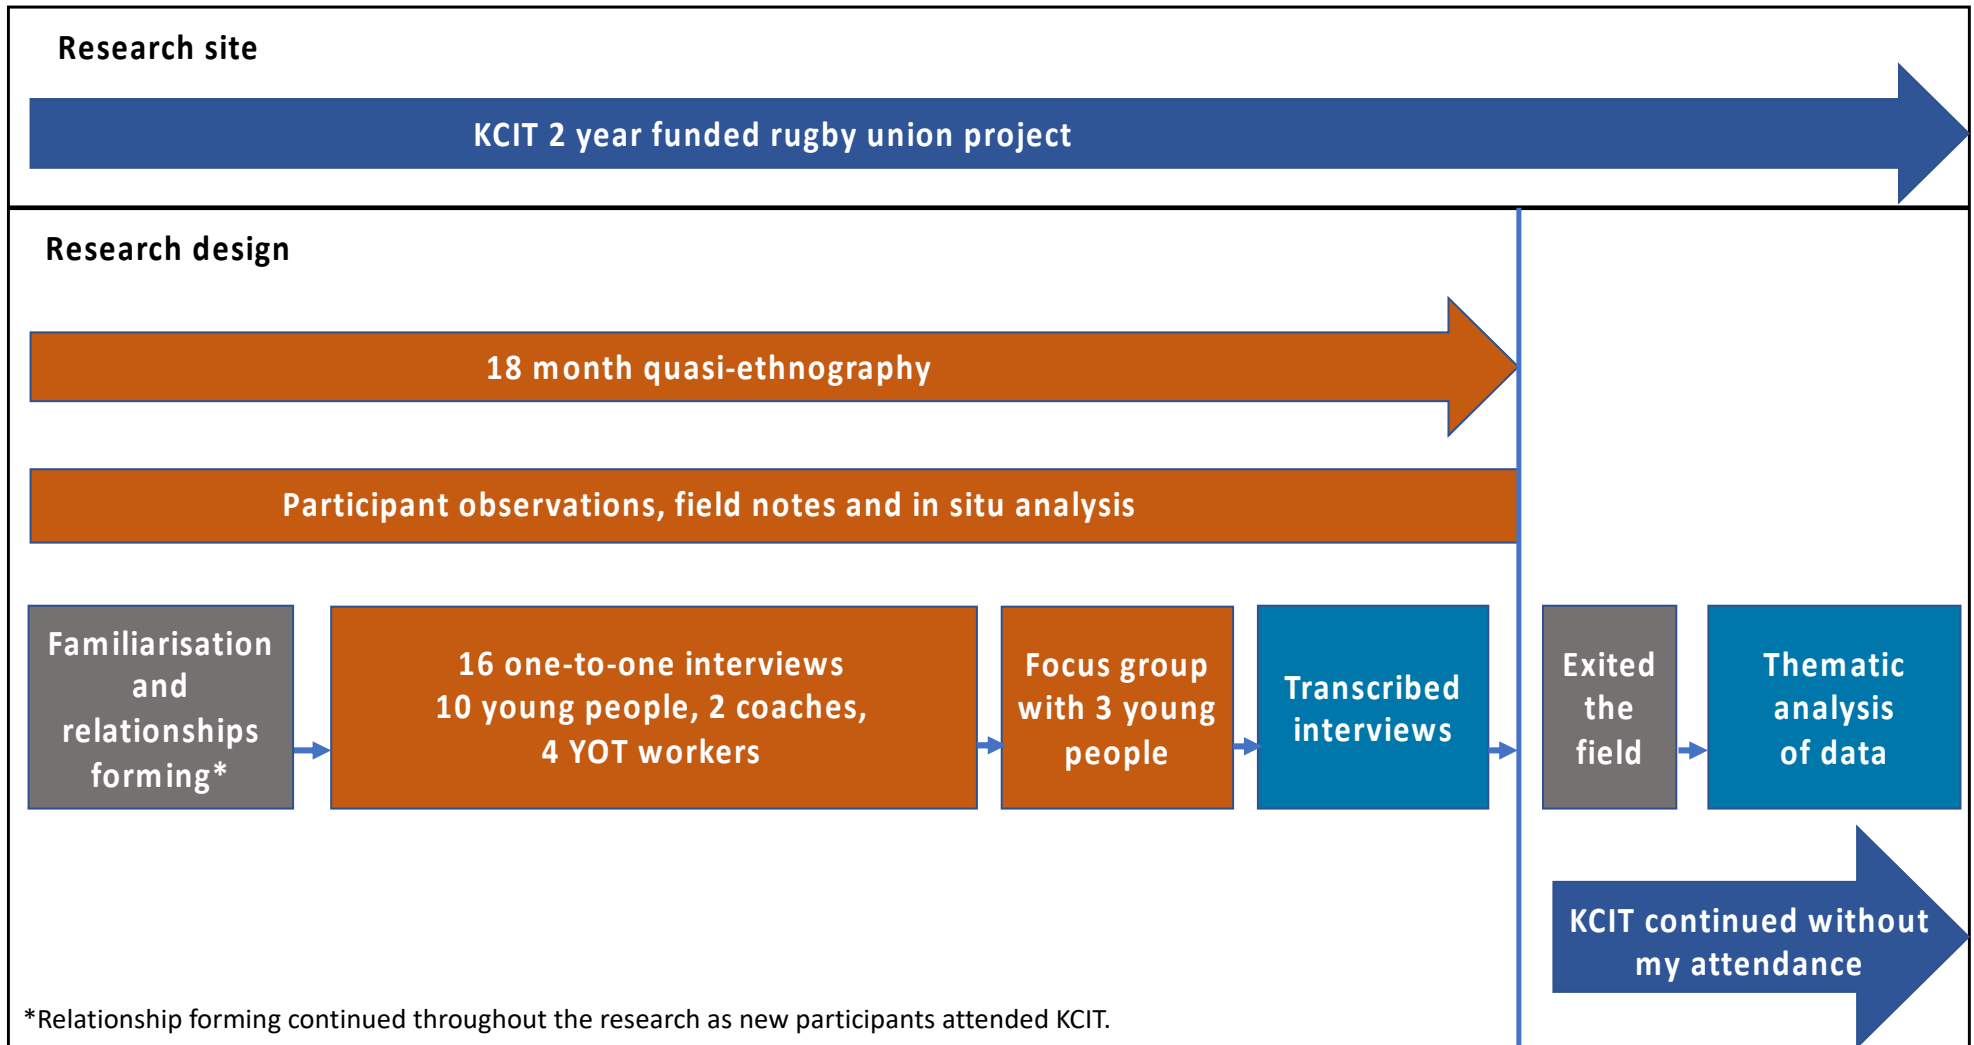 Research site
KCIT 2 year funded rugby union project
Research design
18 month quasi-ethnography
Participant observations, field notes and in situ analysis
Familiarisation
and
relationships
forming*
16 one-to-one interviews
10 young people, 2 coaches,
4 YOT workers
Focus group
with 3 young
people
Transcribed
interviews
Exited
the
field
Thematic
analysis
of data
KCIT continued without
my attendance
*Relationship forming continued throughout the research as new participants attended KCIT.